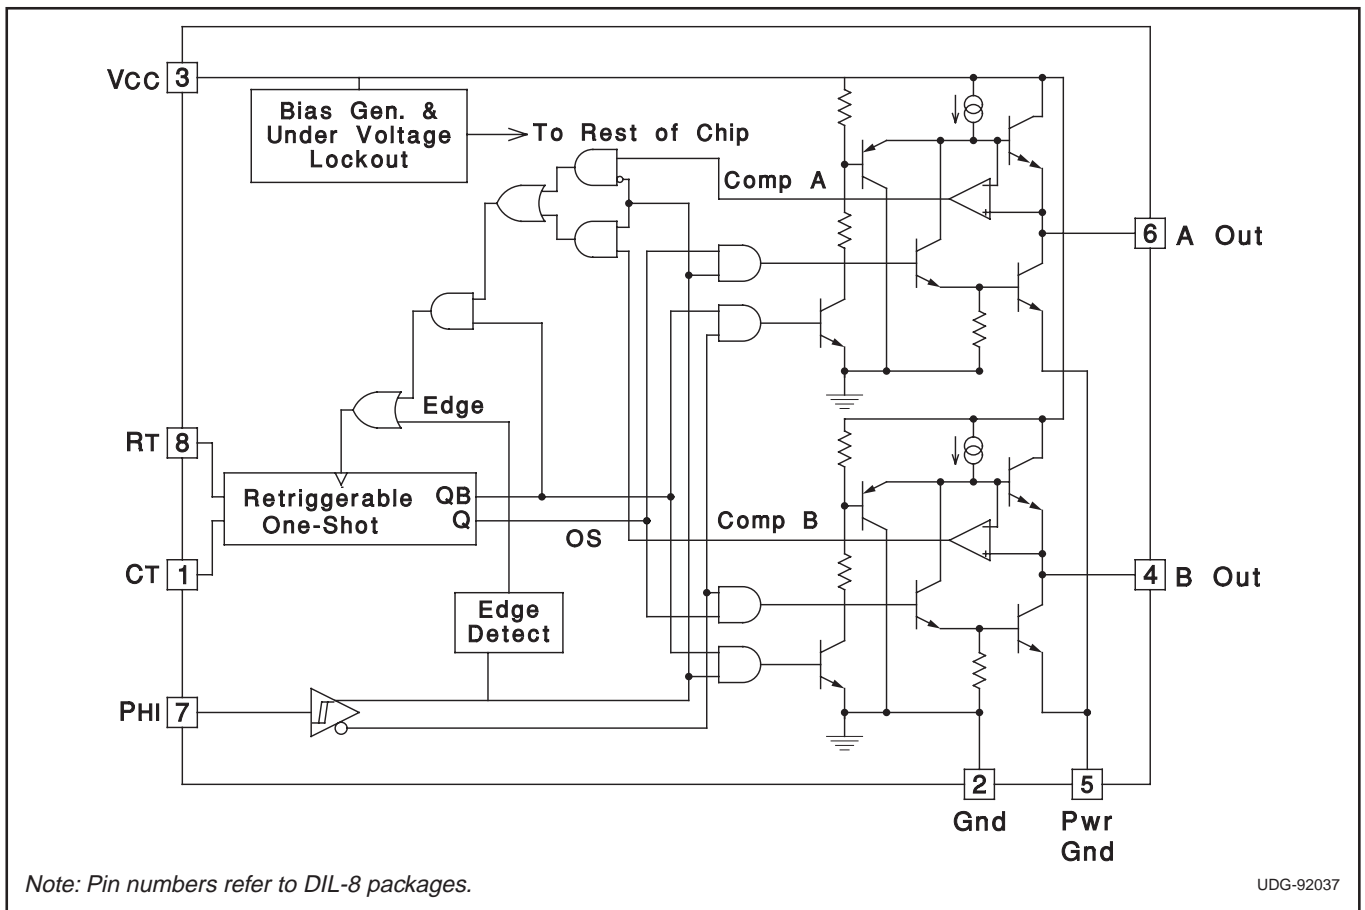 VCC 3
Bias Gen. &
Under Voltage
Lockout
To Rest of Chip
Comp A
6 A Out
Edge
RT 8
Retriggerable
One-Shot
QB
Q
OS
Comp B
CT 1
4 B Out
Edge
Detect
PHI 7
2
Gnd
5
Pwr
Gnd
Note: Pin numbers refer to DIL-8 packages.
UDG-92037